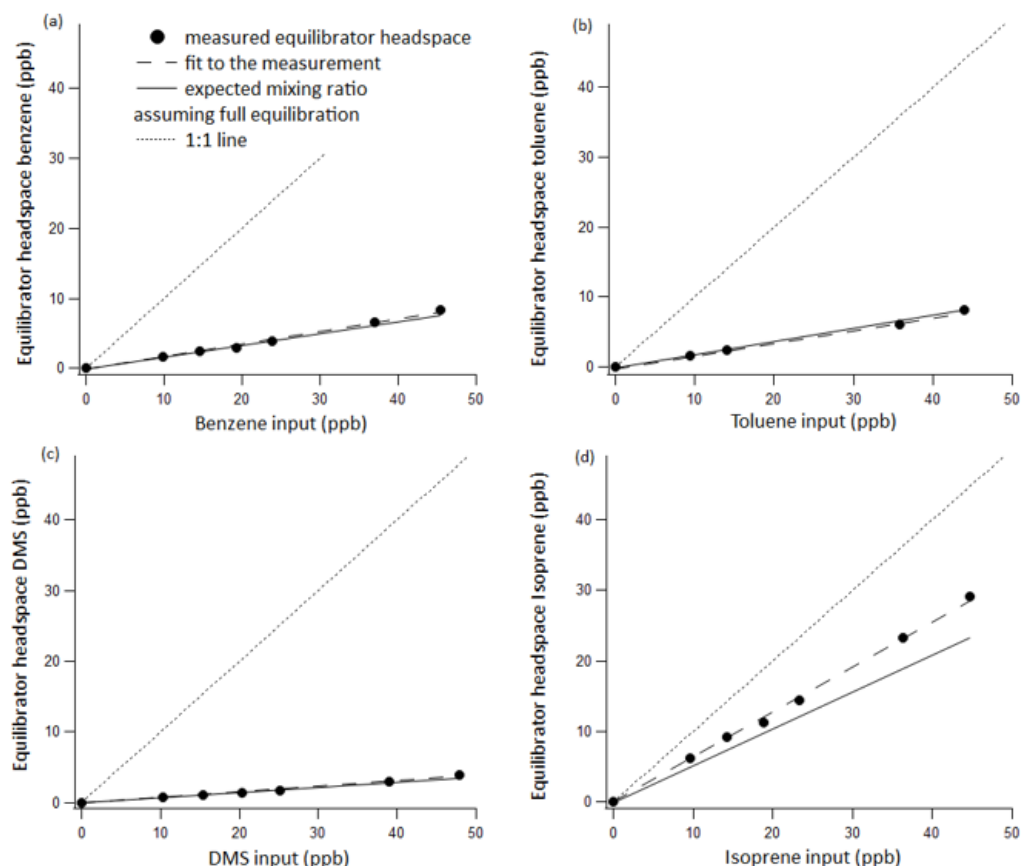 (a)
measured equilibrator headspace
fit to the measurement
expected mixing ratio
assuming full equilibration
1:1 line
Equilibrator headspace benzene (ppb)
40
30
20
10
0
0 10 20 30 40 50
Benzene input (ppb)
(b)
Equilibrator headspace toluene (ppb)
40
30
20
10
0
0 10 20 30 40 50
Toluene input (ppb)
(c)
Equilibrator headspace DMS (ppb)
40
30
20
10
0
0 10 20 30 40 50
DMS input (ppb)
(d)
Equilibrator headspace Isoprene (ppb)
40
30
20
10
0
0 10 20 30 40 50
Isoprene input (ppb)